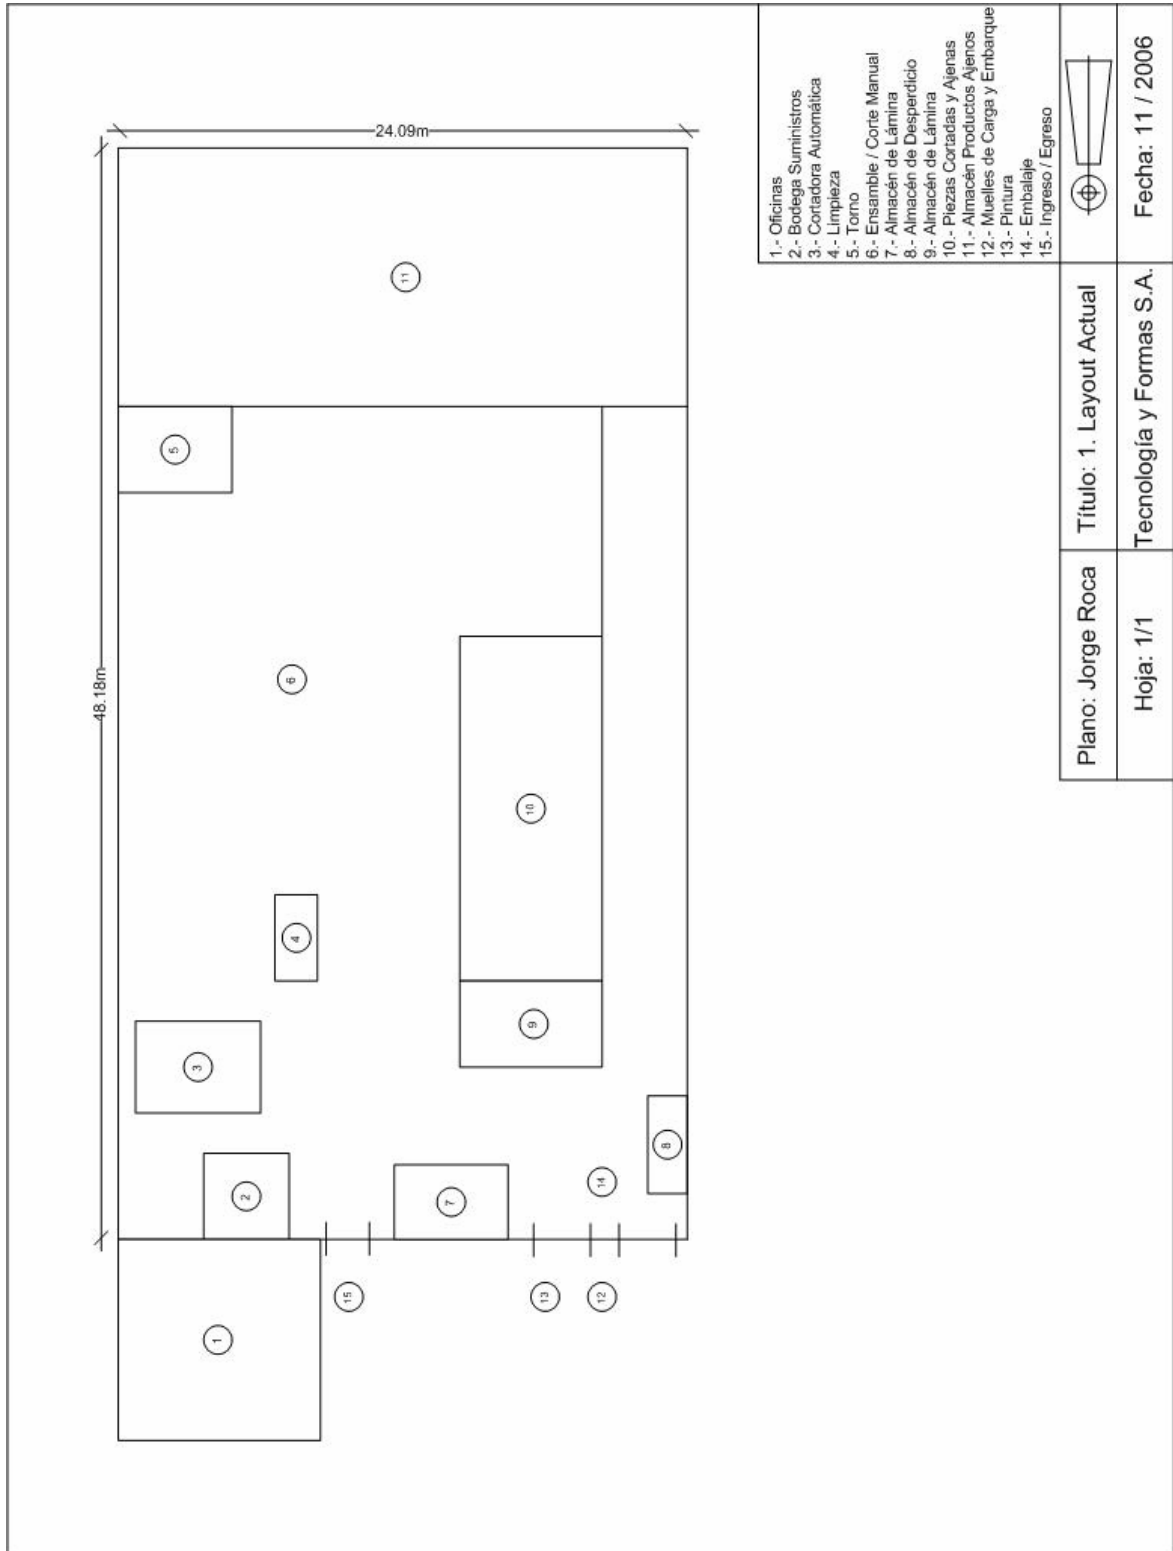 48.18m
24.09m
1
2
3
4
5
6
7
8
9
10
11
12
13
14
15
1.- Oficinas
2.- Bodega Suministros
3.- Cortadora Automática
4.- Limpieza
5.- Torno
6.- Ensamble / Corte Manual
7.- Almacén de Lámina
8.- Almacén de Desperdicio
9.- Almacén de Lámina
10.- Piezas Cortadas y Ajenas
11.- Almacén Productos Ajenos
12.- Muelles de Carga y Embarque
13.- Pintura
14.- Embalaje
15.- Ingreso / Egreso
Plano: Jorge Roca
Título: 1. Layout Actual
Hoja: 1/1
Tecnología y Formas S.A.
Fecha: 11 / 2006